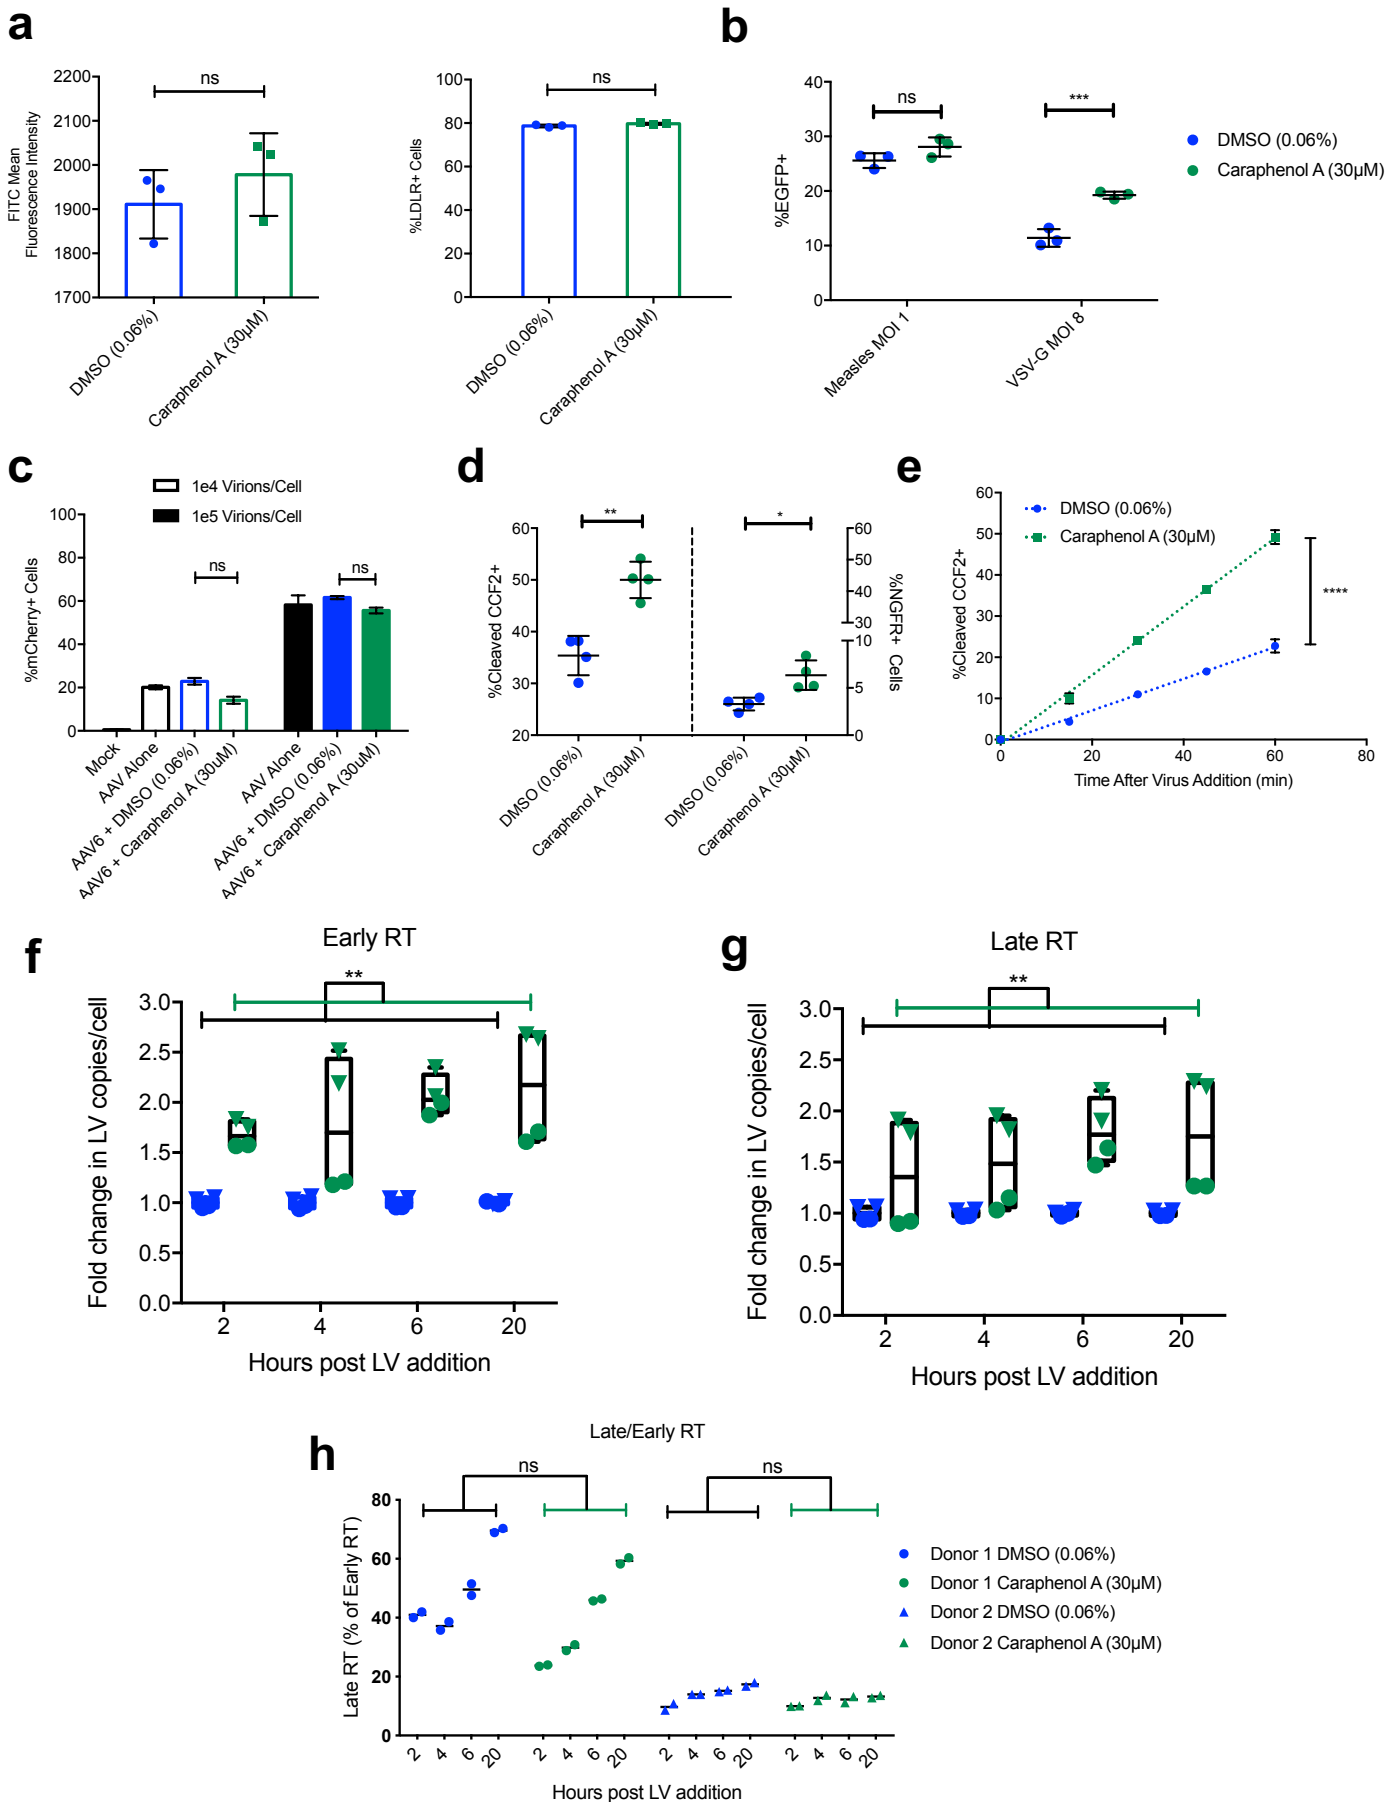 a
2200
2100
2000
1900
1800
1700
FITC Mean
Fluorescence Intensity
ns
DMSO (0.06%)
Caraphenol A (30µM)
100
80
60
40
20
0
%LDLR+ Cells
ns
DMSO (0.06%)
Caraphenol A (30µM)
b
40
30
20
10
0
%EGFP+
ns
***
Measles MOI 1
VSV-G MOI 8
DMSO (0.06%)
Caraphenol A (30µM)
c
1e4 Virions/Cell
1e5 Virions/Cell
100
80
60
40
20
0
%mCherry+ Cells
ns
ns
Mock
AAV Alone
AAV6 + DMSO (0.06%)
AAV6 + Caraphenol A (30uM)
AAV Alone
AAV6 + DMSO (0.06%)
AAV6 + Caraphenol A (30uM)
d
60
50
40
30
20
%Cleaved CCF2+
**
*
60
50
40
30
10
5
0
%NGFR+ Cells
DMSO (0.06%)
Caraphenol A (30µM)
DMSO (0.06%)
Caraphenol A (30µM)
e
60
50
40
30
20
10
0
%Cleaved CCF2+
DMSO (0.06%)
Caraphenol A (30µM)
****
0 20 40 60 80
Time After Virus Addition (min)
f
Early RT
**
3.0
2.5
2.0
1.5
1.0
0.5
0.0
Fold change in LV copies/cell
2 4 6 20
Hours post LV addition
g
Late RT
**
3.0
2.5
2.0
1.5
1.0
0.5
0.0
Fold change in LV copies/cell
2 4 6 20
Hours post LV addition
h
Late/Early RT
ns
ns
80
60
40
20
0
Late RT (% of Early RT)
2 4 6 20 2 4 6 20 2 4 6 20 2 4 6 20
Hours post LV addition
Donor 1 DMSO (0.06%)
Donor 1 Caraphenol A (30µM)
Donor 2 DMSO (0.06%)
Donor 2 Caraphenol A (30µM)